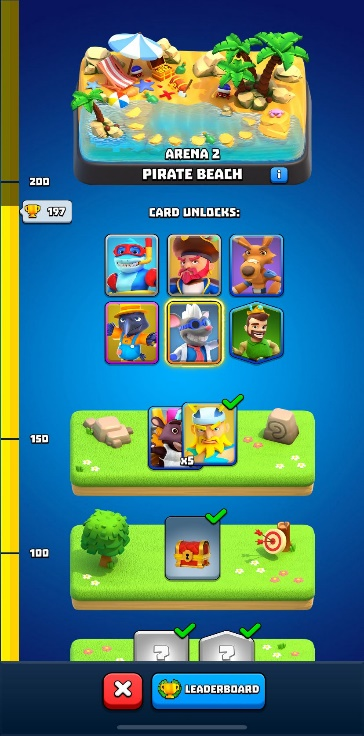 ARENA 2
PIRATE BEACH
i
200
197
CARD UNLOCKS:
150
x5
100
?
?
LEADERBOARD